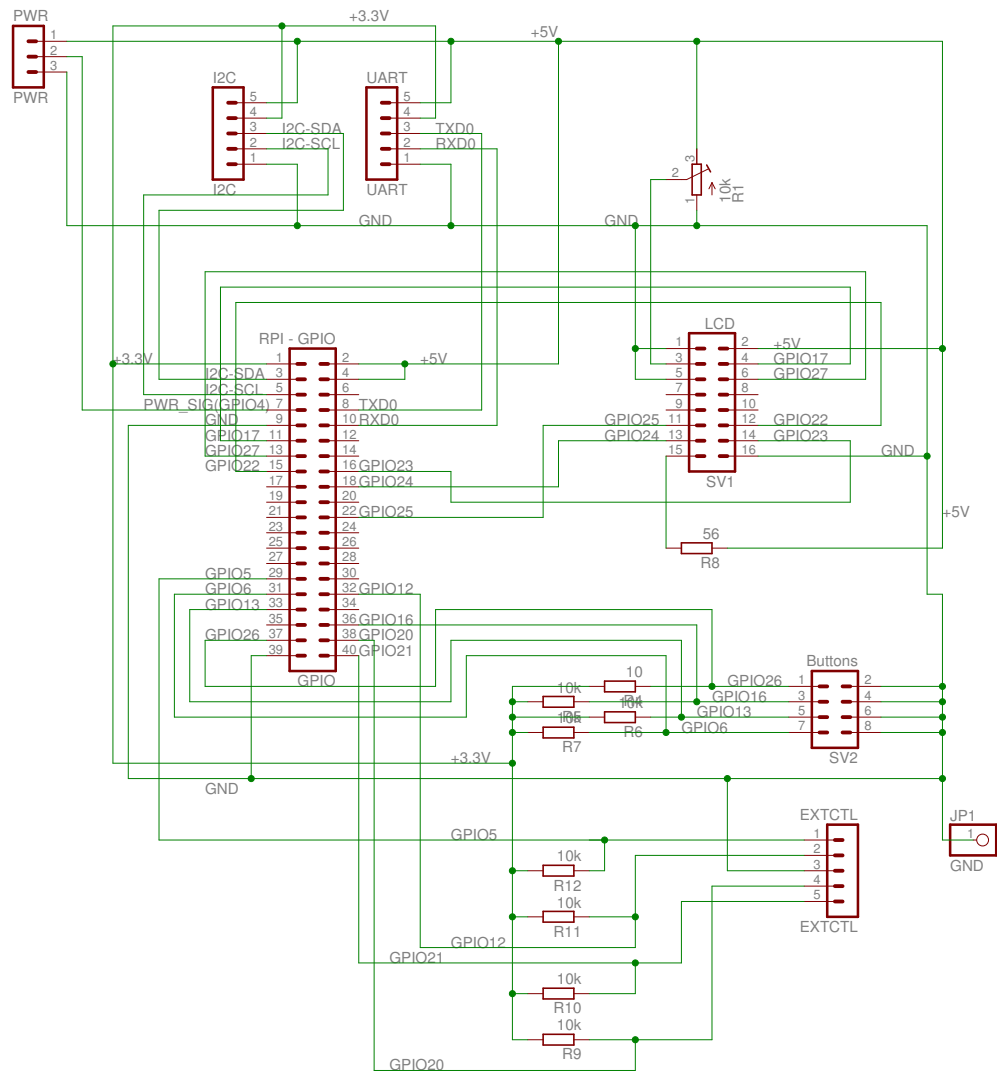 PWR
+3.3V
+5V
1
2
3
PWR
I2C
5
4
3 I2C-SDA
2 I2C-SCL
1
I2C
UART
5
4
3 TXD0
2 RXD0
1
UART
3
2
1
10k
R1
GND
GND
LCD
1 2 +5V
3 4 GPIO17
5 6 GPIO27
7 8
9 10
GPIO25 11 12 GPIO22
GPIO24 13 14 GPIO23
15 16 GND
SV1
RPI - GPIO
+3.3V 1 2 +5V
I2C-SDA 3 4
I2C-SCL 5 6
PWR_SIG(GPIO4) 7 8 TXD0
GND 9 10 RXD0
GPIO17 11 12
GPIO27 13 14
GPIO22 15 16 GPIO23
17 18 GPIO24
19 20
21 22 GPIO25
23 24
25 26
27 28
GPIO5 29 30
GPIO6 31 32 GPIO12
GPIO13 33 34
35 36 GPIO16
GPIO26 37 38 GPIO20
39 40 GPIO21
GPIO
+5V
56
R8
Buttons
10
GPIO26 1 2
10k
GPIO16 3 4
GPIO13 5 6
R6
GPIO6 7 8
R7
SV2
+3.3V
GND
JP1
1
GND
EXTCTL
GPIO5
1
2
3
4
5
EXTCTL
10k
R12
10k
R11
GPIO12
GPIO21
10k
R10
10k
R9
GPIO20